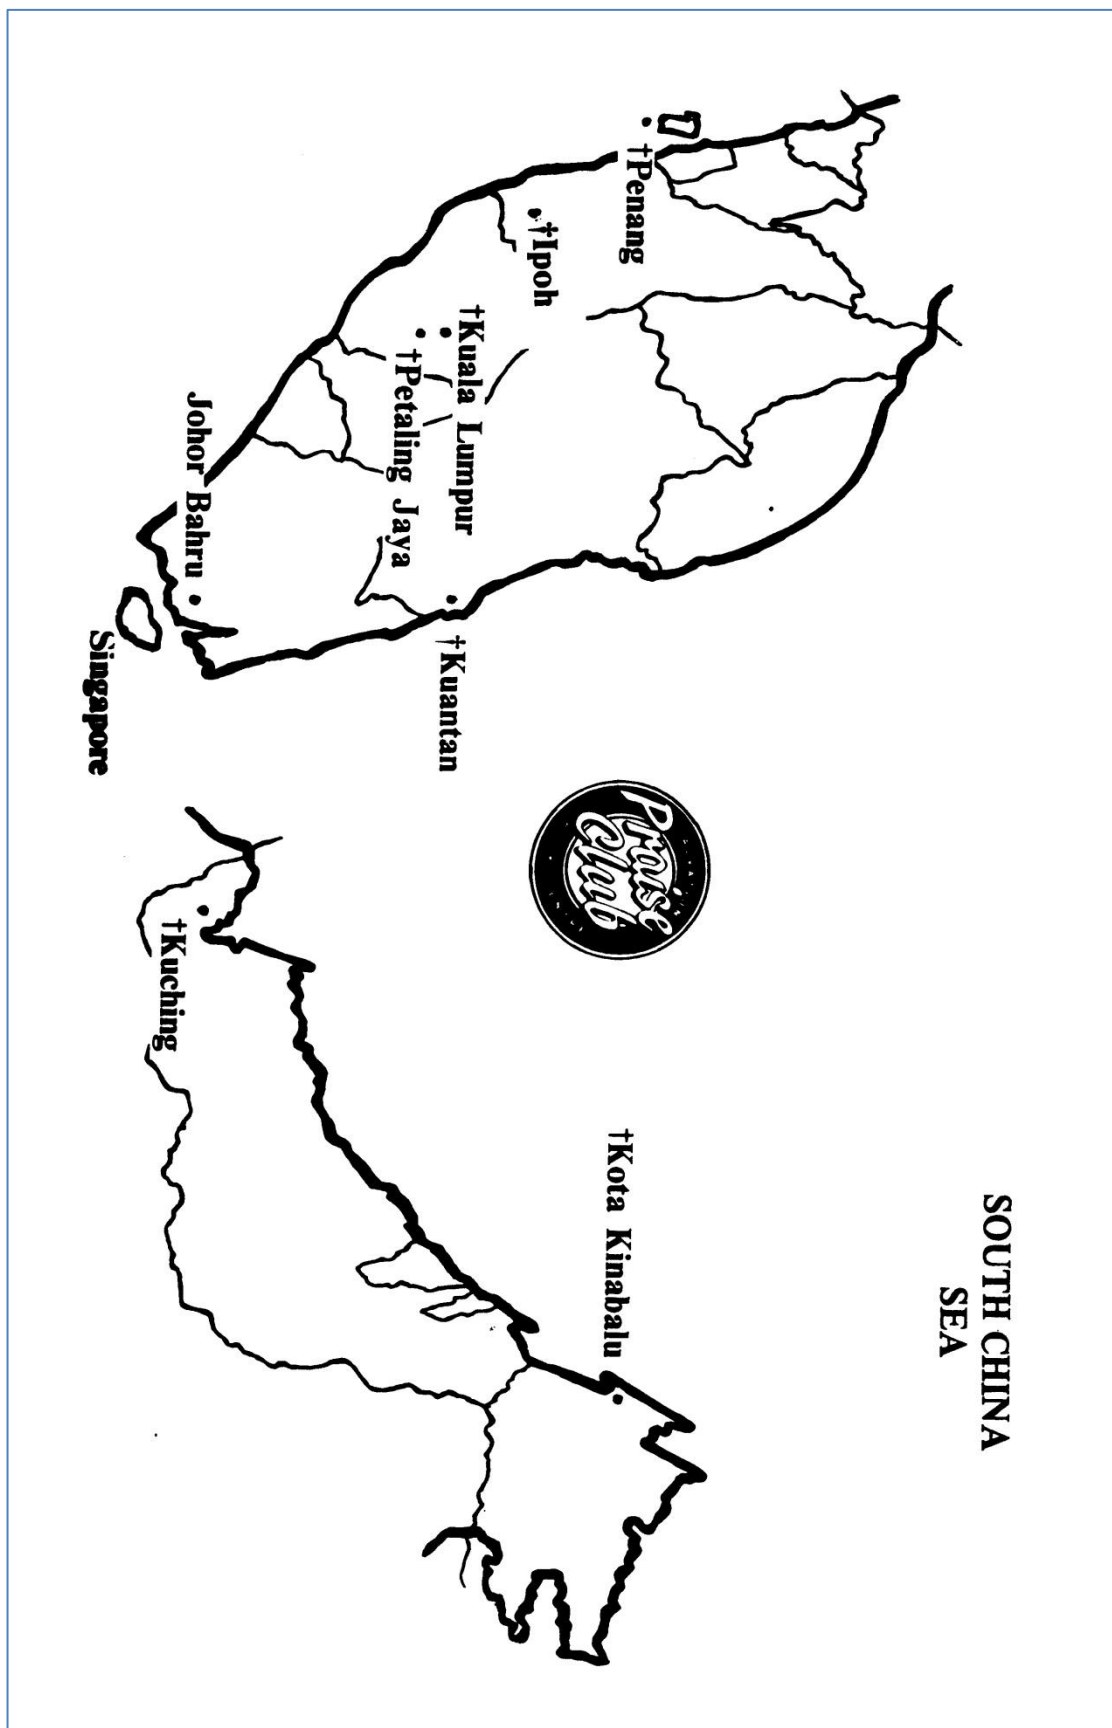 SOUTH CHINA
SEA
†Penang
†Ipoh
†Kuala Lumpur
†Petaling Jaya
†Kuantan
Johor Bahru
Singapore
Praise
Club
†Kota Kinabalu
†Kuching